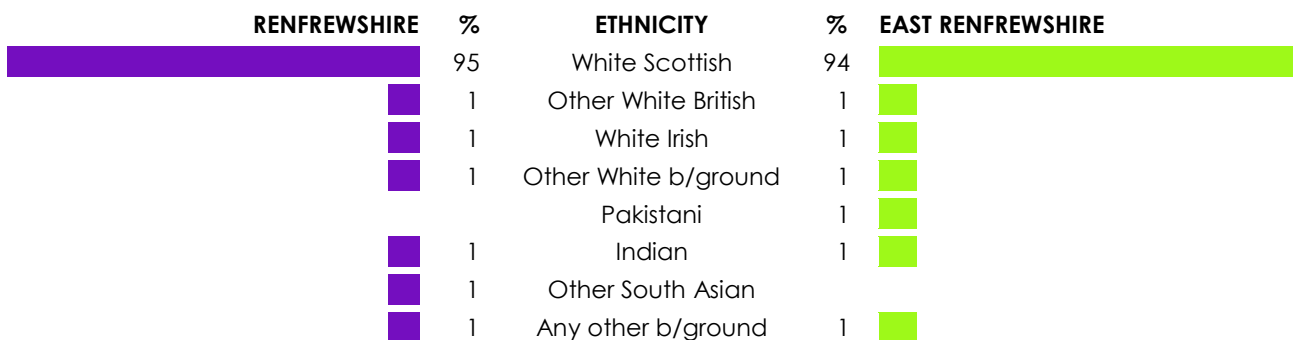 RENFREWSHIRE % ETHNICITY % EAST RENFREWSHIRE
95 White Scottish 94
1 Other White British 1
1 White Irish 1
1 Other White b/ground 1
Pakistani 1
1 Indian 1
1 Other South Asian
1 Any other b/ground 1